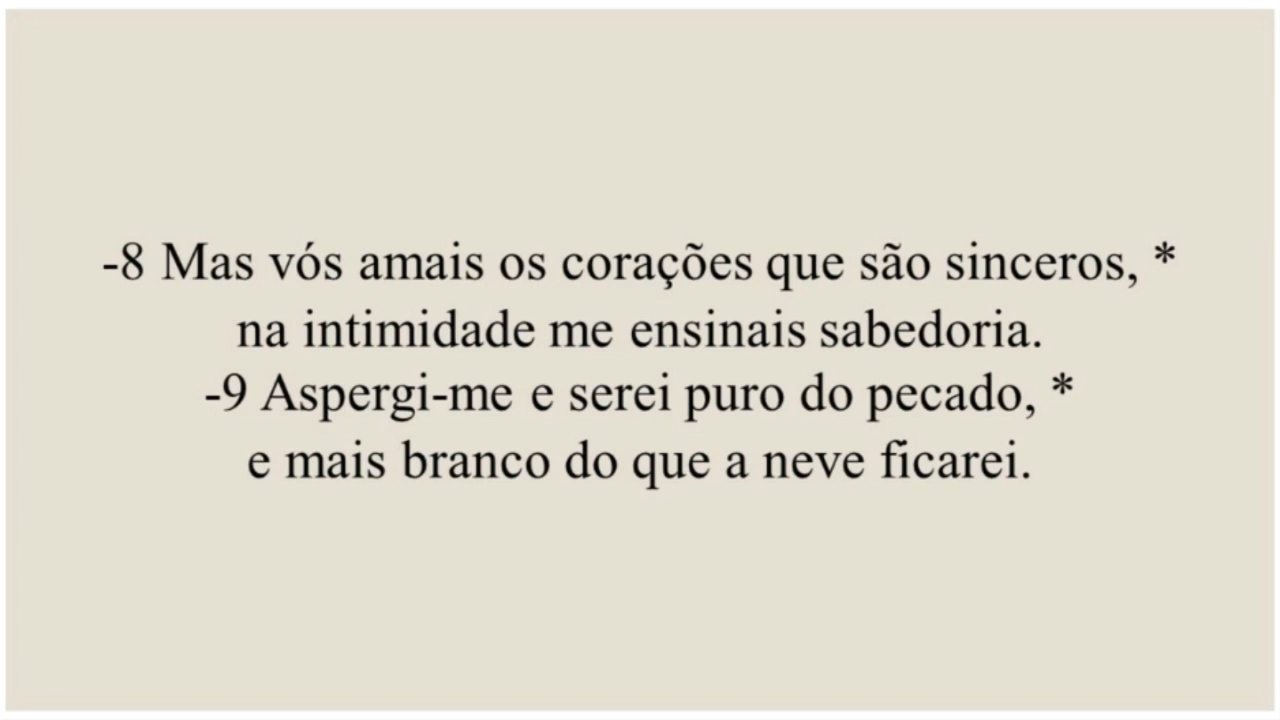 -8 Mas vós amais os corações que são sinceros, *
na intimidade me ensinais sabedoria.
-9 Aspergi-me e serei puro do pecado, *
e mais branco do que a neve ficarei.